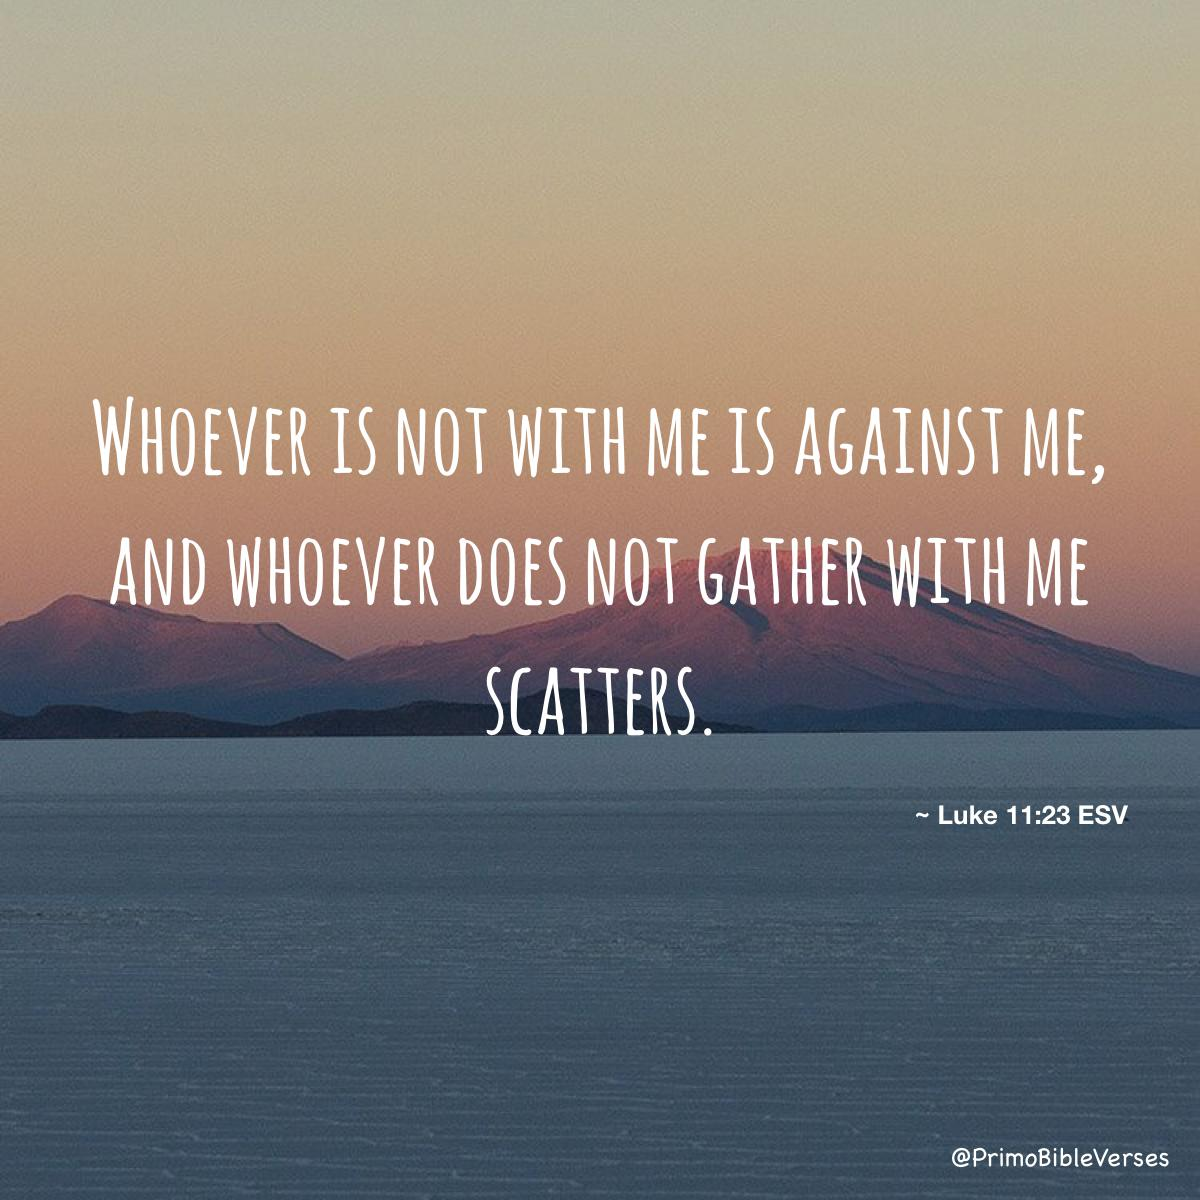 Whoever is not with me is against me,
and whoever does not gather with me
scatters.
~ Luke 11:23 ESV
@PrimoBibleVerses